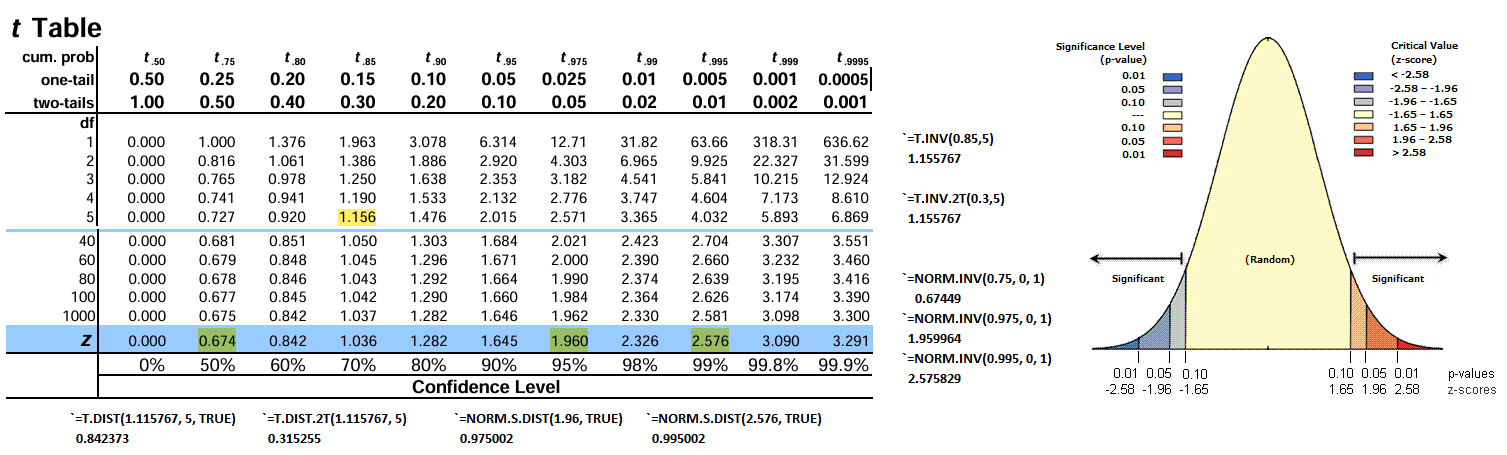 t Table
cum. prob t .50 t .75 t .80 t .85 t .90 t .95 t .975 t .99 t .995 t .999 t .9995
one-tail 0.50 0.25 0.20 0.15 0.10 0.05 0.025 0.01 0.005 0.001 0.0005
two-tails 1.00 0.50 0.40 0.30 0.20 0.10 0.05 0.02 0.01 0.002 0.001
df
1 0.000 1.000 1.376 1.963 3.078 6.314 12.71 31.82 63.66 318.31 636.62
2 0.000 0.816 1.061 1.386 1.886 2.920 4.303 6.965 9.925 22.327 31.599
3 0.000 0.765 0.978 1.250 1.638 2.353 3.182 4.541 5.841 10.215 12.924
4 0.000 0.741 0.941 1.190 1.533 2.132 2.776 3.747 4.604 7.173 8.610
5 0.000 0.727 0.920 1.156 1.476 2.015 2.571 3.365 4.032 5.893 6.869
40 0.000 0.681 0.851 1.050 1.303 1.684 2.021 2.423 2.704 3.307 3.551
60 0.000 0.679 0.848 1.045 1.296 1.671 2.000 2.390 2.660 3.232 3.460
80 0.000 0.678 0.846 1.043 1.292 1.664 1.990 2.374 2.639 3.195 3.416
100 0.000 0.677 0.845 1.042 1.290 1.660 1.984 2.364 2.626 3.174 3.390
1000 0.000 0.675 0.842 1.037 1.282 1.646 1.962 2.330 2.581 3.098 3.300
Z 0.000 0.674 0.842 1.036 1.282 1.645 1.960 2.326 2.576 3.090 3.291
0% 50% 60% 70% 80% 90% 95% 98% 99% 99.8% 99.9%
Confidence Level
`=T.DIST(1.115767, 5, TRUE) `=T.DIST.2T(1.115767, 5) `=NORM.S.DIST(1.96, TRUE) `=NORM.S.DIST(2.576, TRUE)
0.842373 0.315255 0.975002 0.995002
`=T.INV(0.85,5)
1.155767
`=T.INV.2T(0.3,5)
1.155767
`=NORM.INV(0.75, 0, 1)
0.67449
`=NORM.INV(0.975, 0, 1)
1.959964
`=NORM.INV(0.995, 0, 1)
2.575829
Significance Level
(p-value)
0.01
0.05
0.10
---
0.10
0.05
0.01
Critical Value
(z-score)
< -2.58
-2.58 – -1.96
-1.96 – -1.65
-1.65 – 1.65
1.65 – 1.96
1.96 – 2.58
> 2.58
Significant (Random) Significant
0.01 0.05 0.10 0.10 0.05 0.01 p-values
-2.58 -1.96 -1.65 1.65 1.96 2.58 z-scores